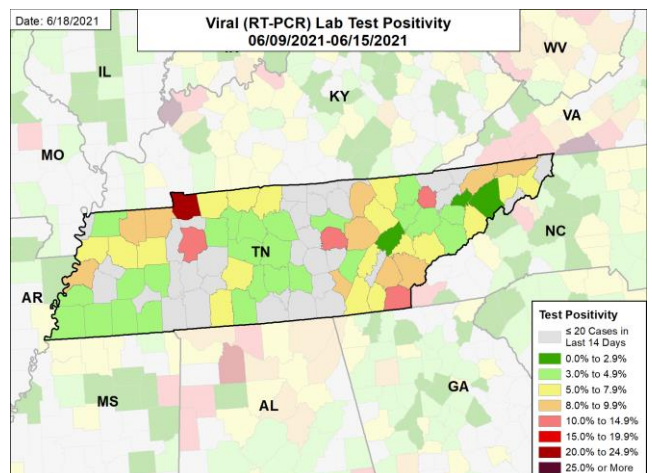 Date: 6/18/2021
Viral (RT-PCR) Lab Test Positivity
06/09/2021-06/15/2021
WV
IL
KY
VA
MO
TN
NC
AR
MS
AL
GA
Test Positivity
≤ 20 Cases in
Last 14 Days
0.0% to 2.9%
3.0% to 4.9%
5.0% to 7.9%
8.0% to 9.9%
10.0% to 14.9%
15.0% to 19.9%
20.0% to 24.9%
25.0% or More